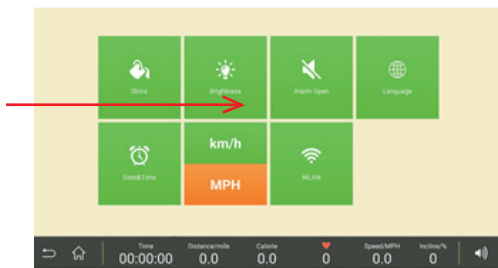 Skins
Brightness
Alarm Open
Language
Date&Time
km/h
MPH
WLAN
Time
00:00:00
Distance/mile
0.0
Calorie
0.0
0
Speed/MPH
0.0
Incline/%
0